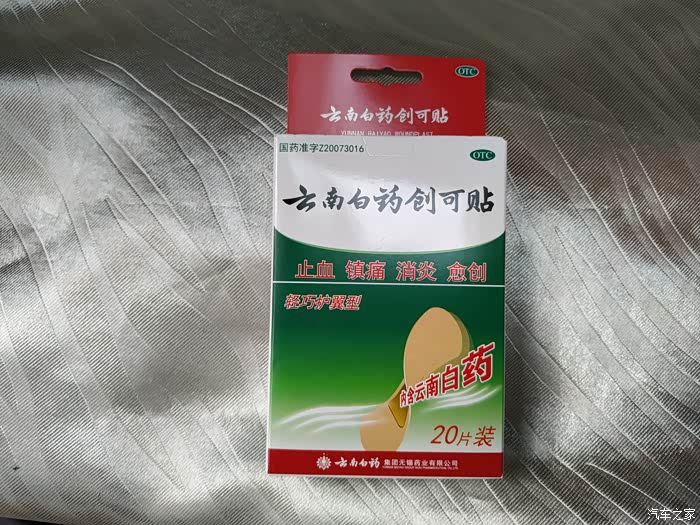 OTC
云南白药创可贴
YUNNAN BAIYAO WOUNDPLAST
国药准字Z20073016
OTC
云南白药创可贴
止血 镇痛 消炎 愈创
轻巧护翼型
内含云南白药
20片装
云南白药 集团无锡药业有限公司
汽车之家